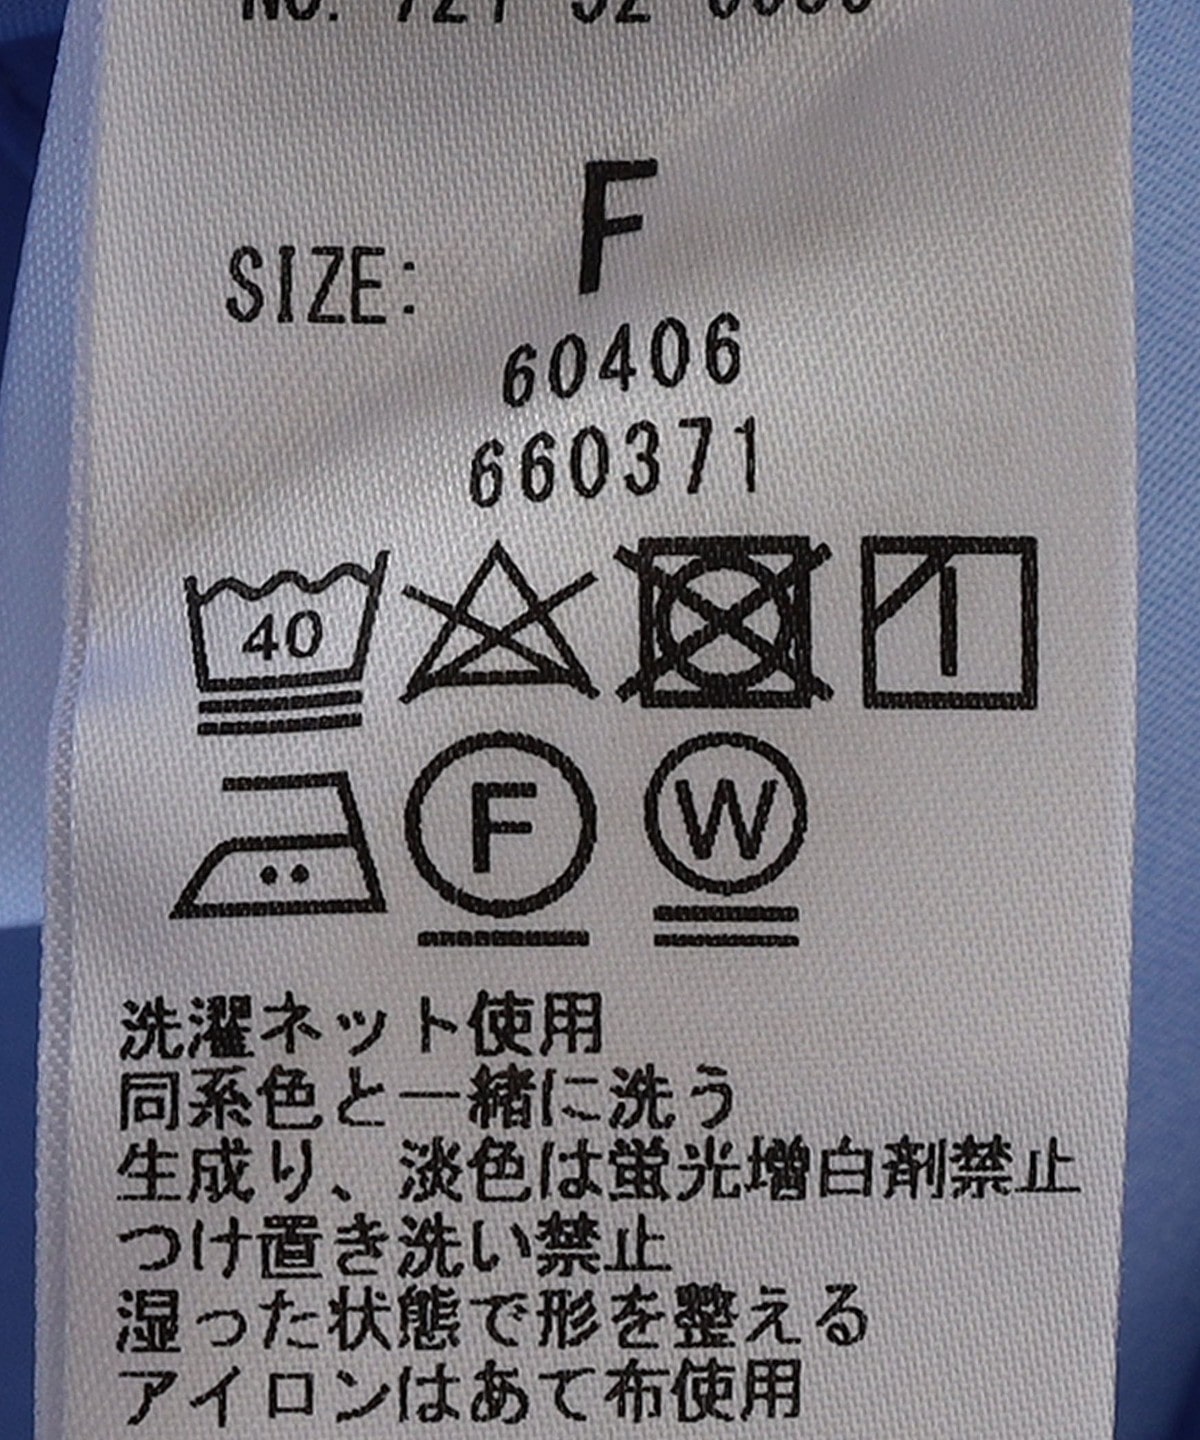 SIZE: F
60406
660371
40
F W
洗濯ネット使用
同系色と一緒に洗う
生成り、淡色は蛍光増白剤禁止
つけ置き洗い禁止
湿った状態で形を整える
アイロンはあて布使用